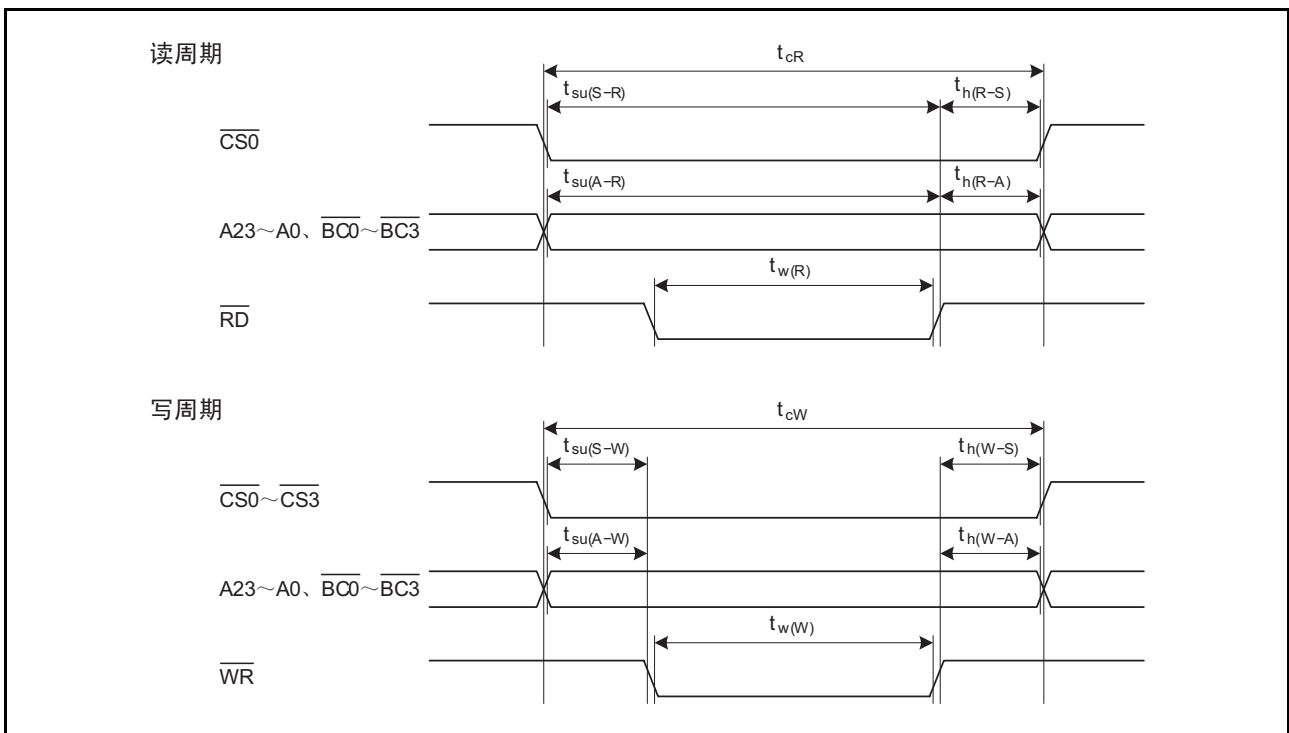 读周期
tcR
tsu(S−R) th(R−S)
CS0
tsu(A−R) th(R−A)
A23～A0、BC0～BC3
tw(R)
RD
写周期
tcW
tsu(S−W) th(W−S)
CS0～CS3
tsu(A−W) th(W−A)
A23～A0、BC0～BC3
tw(W)
WR